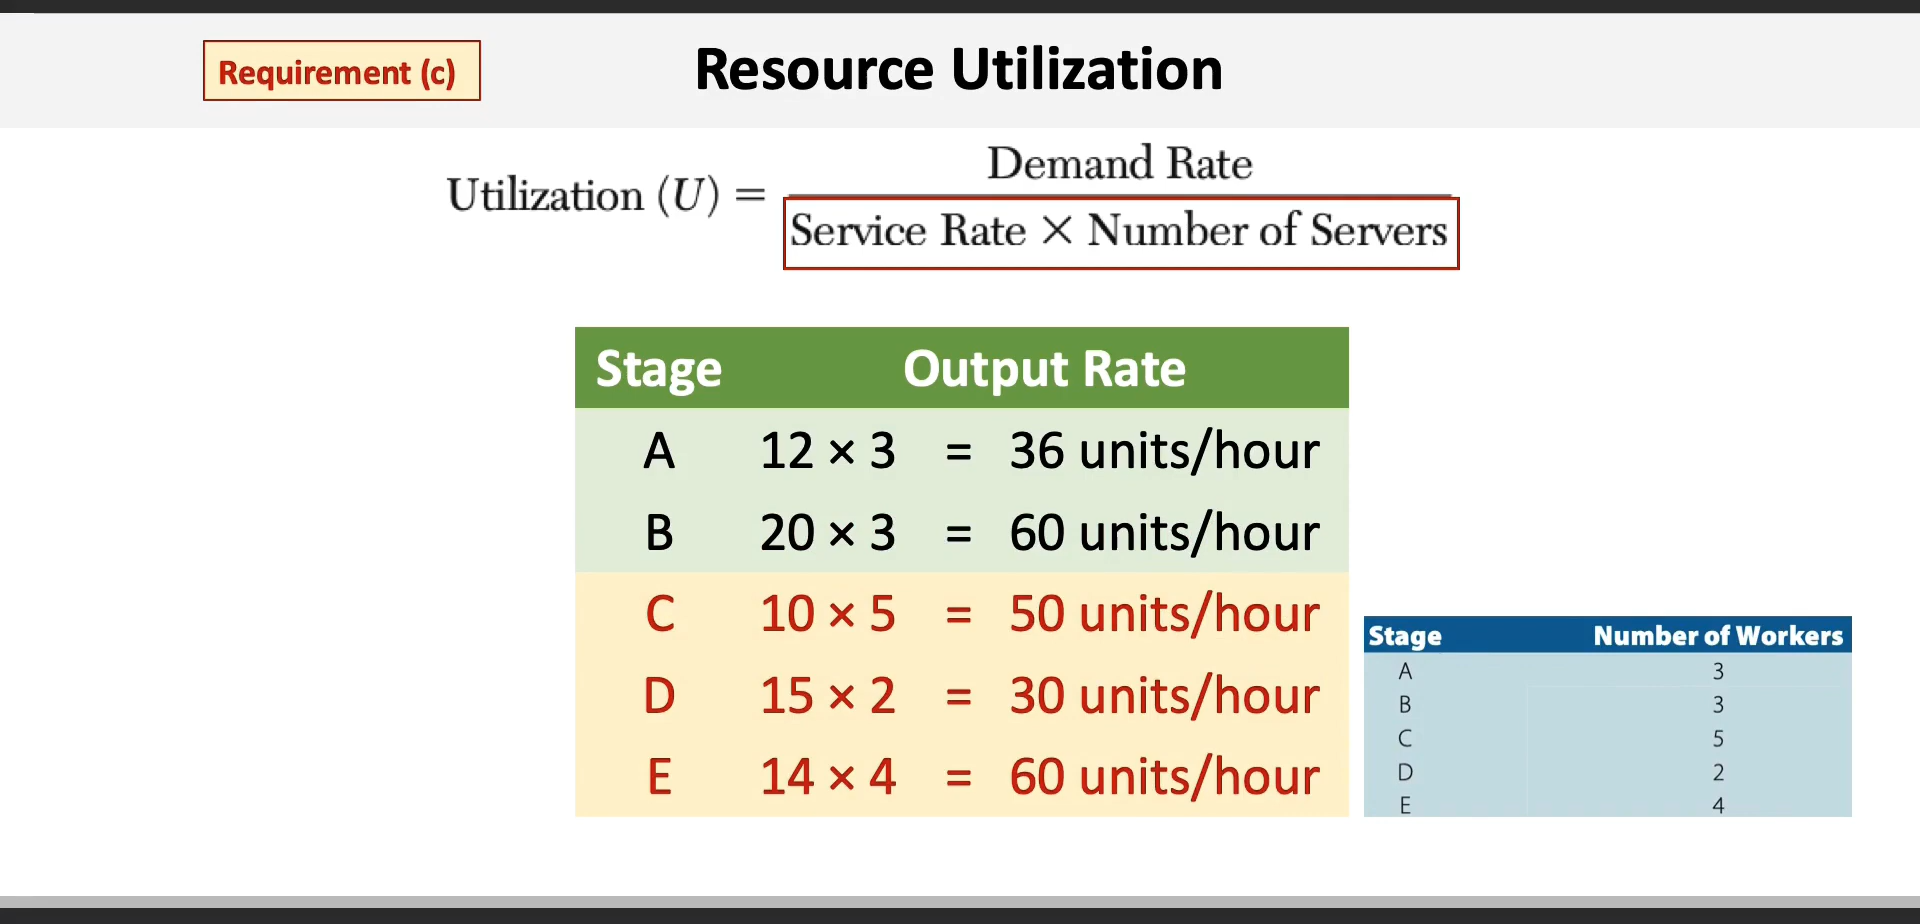 Requirement (c)
Resource Utilization
Utilization (U) = Demand Rate
Service Rate × Number of Servers
Stage Output Rate
A 12 × 3 = 36 units/hour
B 20 × 3 = 60 units/hour
C 10 × 5 = 50 units/hour
D 15 × 2 = 30 units/hour
E 14 × 4 = 60 units/hour
Stage Number of Workers
A 3
B 3
C 5
D 2
E 4